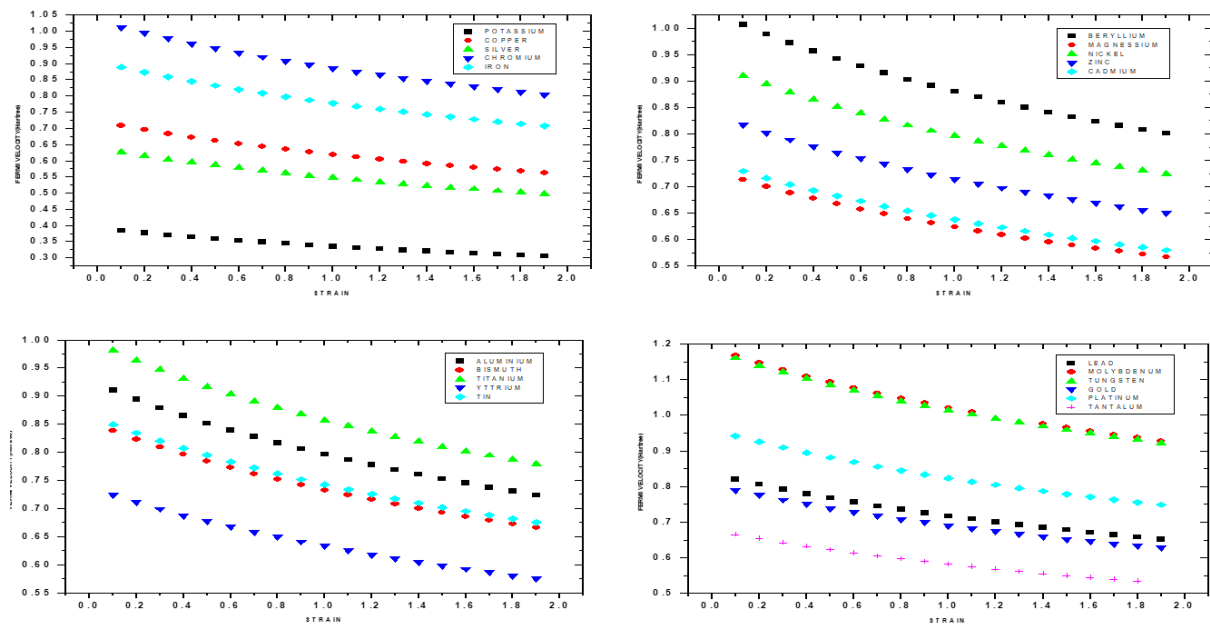 1.05
1.00
0.95
0.90
0.85
0.80
0.75
0.70
0.65
0.60
0.55
0.50
0.45
0.40
0.35
0.30
FERMI VELOCITY(Hartree)
POTASSIUM
COPPER
SILVER
CHROMIUM
IRON
0.0 0.2 0.4 0.6 0.8 1.0 1.2 1.4 1.6 1.8 2.0
STRAIN
1.00
0.95
0.90
0.85
0.80
0.75
0.70
0.65
0.60
0.55
FERMI VELOCITY(Hartree)
BERYLLIUM
MAGNESSIUM
NICKEL
ZINC
CADMIUM
0.0 0.2 0.4 0.6 0.8 1.0 1.2 1.4 1.6 1.8 2.0
STRAIN
1.00
0.95
0.90
0.85
0.80
0.75
0.70
0.65
0.60
0.55
ALUMINIUM
BISMUTH
TITANIUM
YTTRIUM
TIN
0.0 0.2 0.4 0.6 0.8 1.0 1.2 1.4 1.6 1.8 2.0
STRAIN
1.2
1.1
1.0
0.9
0.8
0.7
0.6
0.5
FERMI VELOCITY(Hartree)
LEAD
MOLYBDENUM
TUNGSTEN
GOLD
PLATINUM
TANTALUM
0.0 0.2 0.4 0.6 0.8 1.0 1.2 1.4 1.6 1.8 2.0
STRAIN